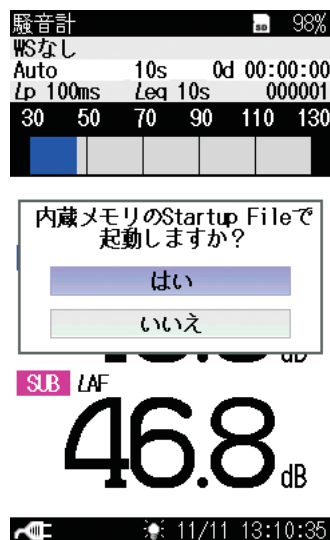 騒音計 SD 98%
WSなし
Auto 10s 0d 00:00:00
Lp 100ms Leq 10s 000001
30 50 70 90 110 130
内蔵メモリのStartup Fileで
起動しますか？
はい
いいえ
dB
SUB LAF
46.8 dB
11/11 13:10:35